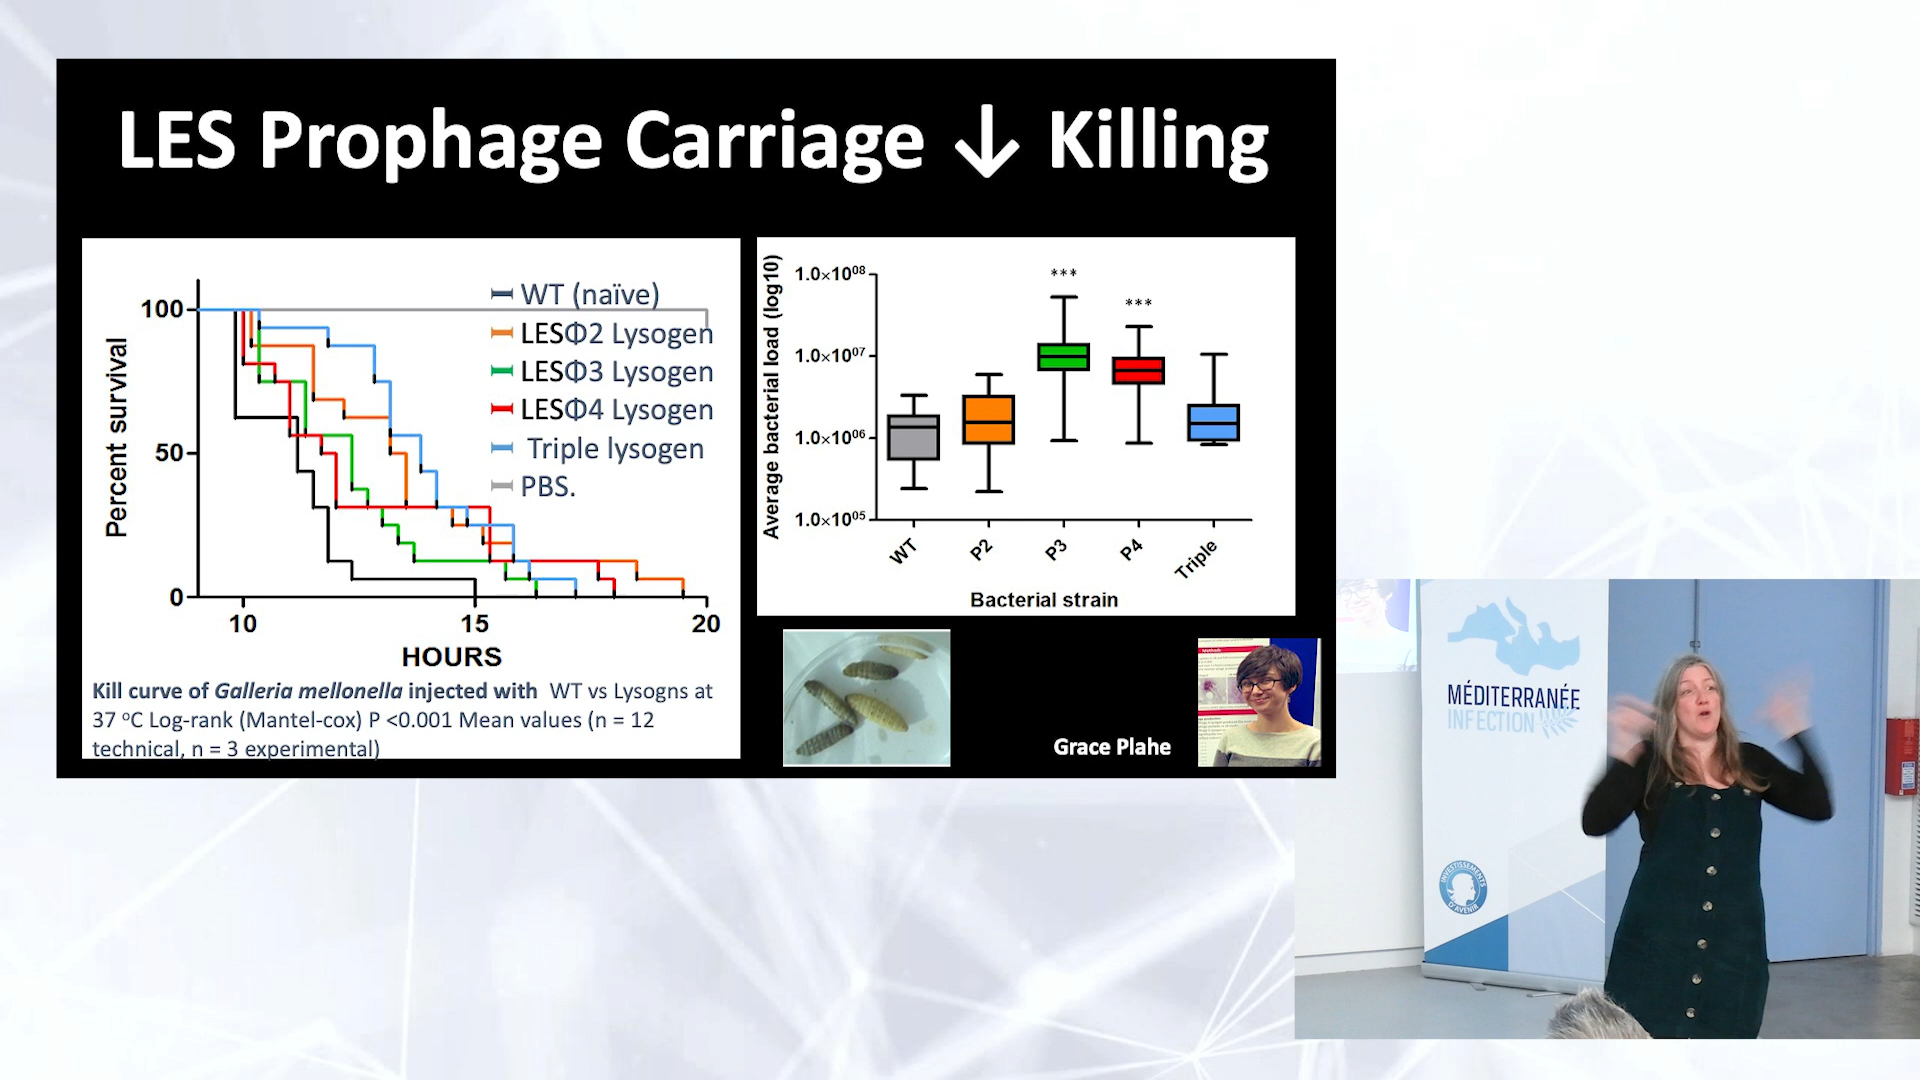 LES Prophage Carriage ↓ Killing
100
50
0
Percent survival
10 15 20
HOURS
WT (naïve)
LESΦ2 Lysogen
LESΦ3 Lysogen
LESΦ4 Lysogen
Triple lysogen
PBS.
Kill curve of Galleria mellonella injected with WT vs Lysogns at
37 ºC Log-rank (Mantel-cox) P <0.001 Mean values (n = 12
technical, n = 3 experimental)
Average bacterial load (log10)
1.0×10⁰⁸
1.0×10⁰⁷
1.0×10⁰⁶
1.0×10⁰⁵
***
***
WT P2 P3 P4 Triple
Bacterial strain
Grace Plahe
MÉDITERRANÉE
INFECTION
INVESTISSEMENTS
D'AVENIR